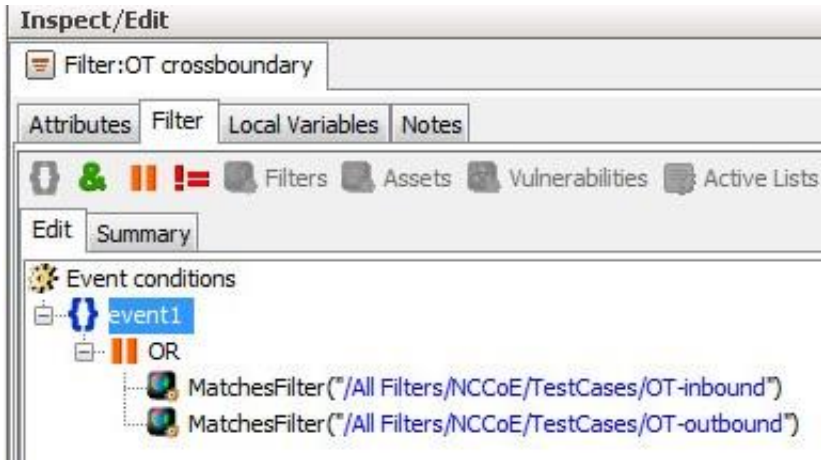 Inspect/Edit
Filter:OT crossboundary
Attributes Filter Local Variables Notes
& != Filters Assets Vulnerabilities Active Lists
Edit Summary
Event conditions
event1
OR
MatchesFilter("/All Filters/NCCoE/TestCases/OT-inbound")
MatchesFilter("/All Filters/NCCoE/TestCases/OT-outbound")